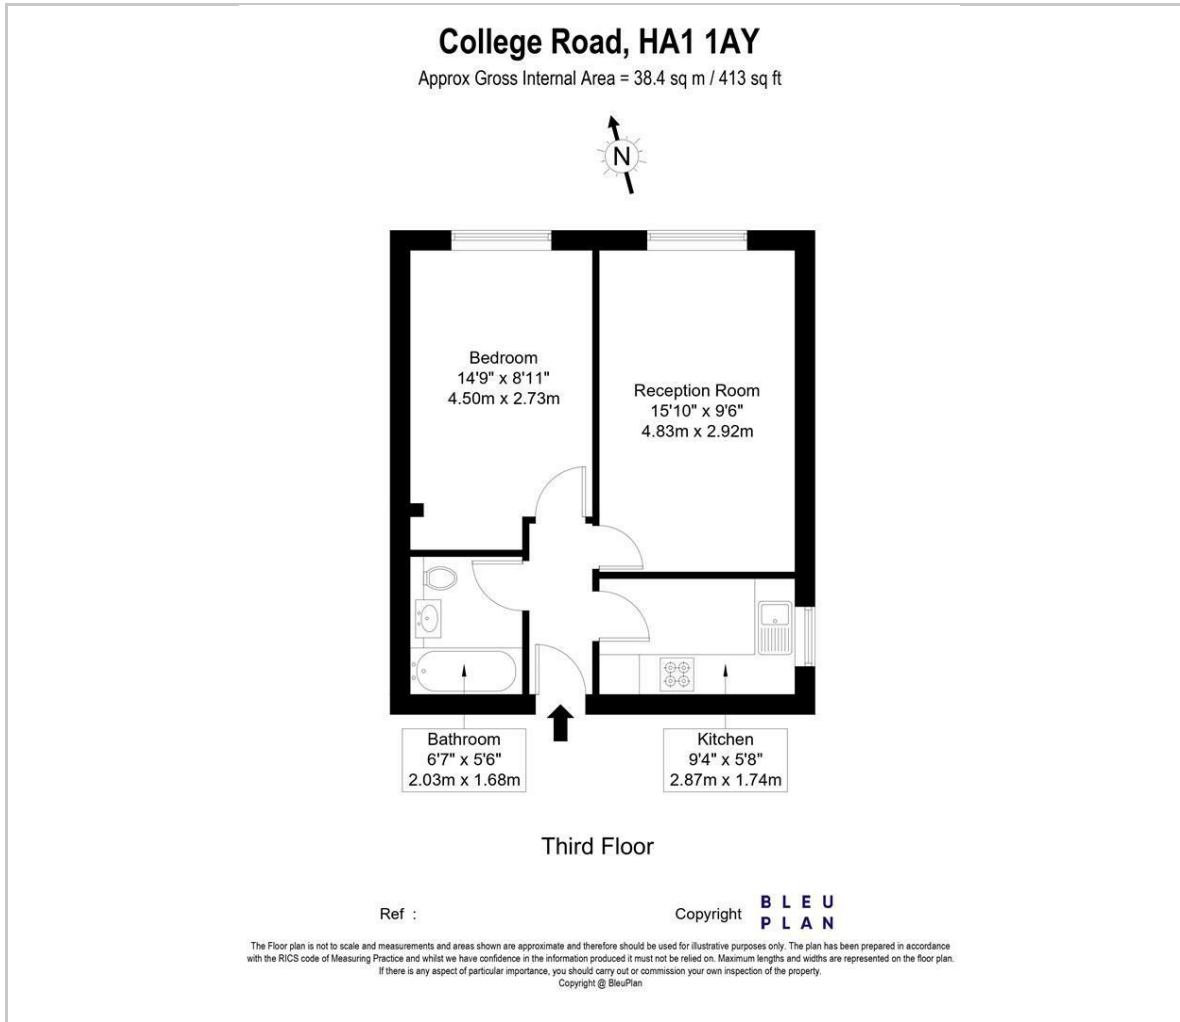 College Road, HA1 1AY
Approx Gross Internal Area = 38.4 sq m / 413 sq ft
N
Bedroom
14'9" x 8'11"
4.50m x 2.73m
Reception Room
15'10" x 9'6"
4.83m x 2.92m
Bathroom
6'7" x 5'6"
2.03m x 1.68m
Kitchen
9'4" x 5'8"
2.87m x 1.74m
Third Floor
Ref :
Copyright
BLEU
PLAN
The Floor plan is not to scale and measurements and areas shown are approximate and therefore should be used for illustrative purposes only. The plan has been prepared in accordance
with the RICS code of Measuring Practice and whilst we have confidence in the information produced it must not be relied on. Maximum lengths and widths are represented on the floor plan.
If there is any aspect of particular importance, you should carry out or commission your own inspection of the property.
Copyright @ BleuPlan